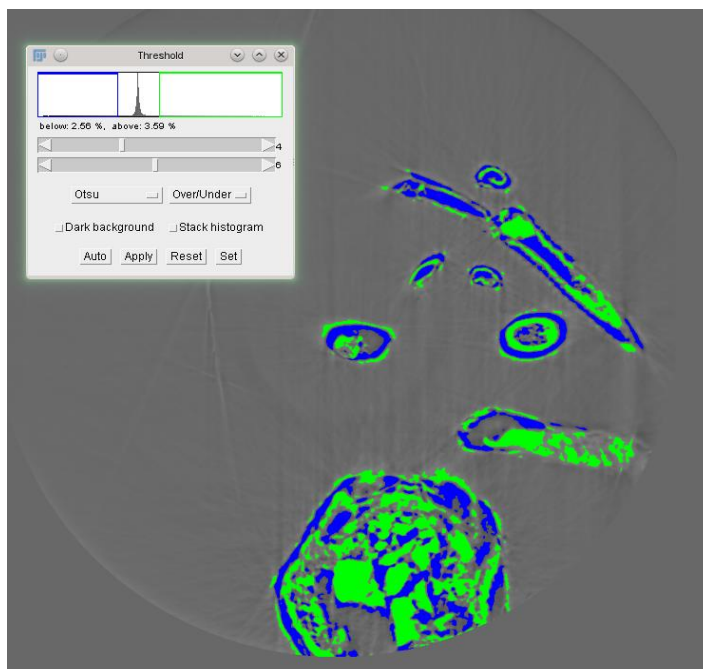 Threshold
below: 2.56 %, above: 3.59 %
4
6
Otsu Over/Under
Dark background Stack histogram
Auto Apply Reset Set